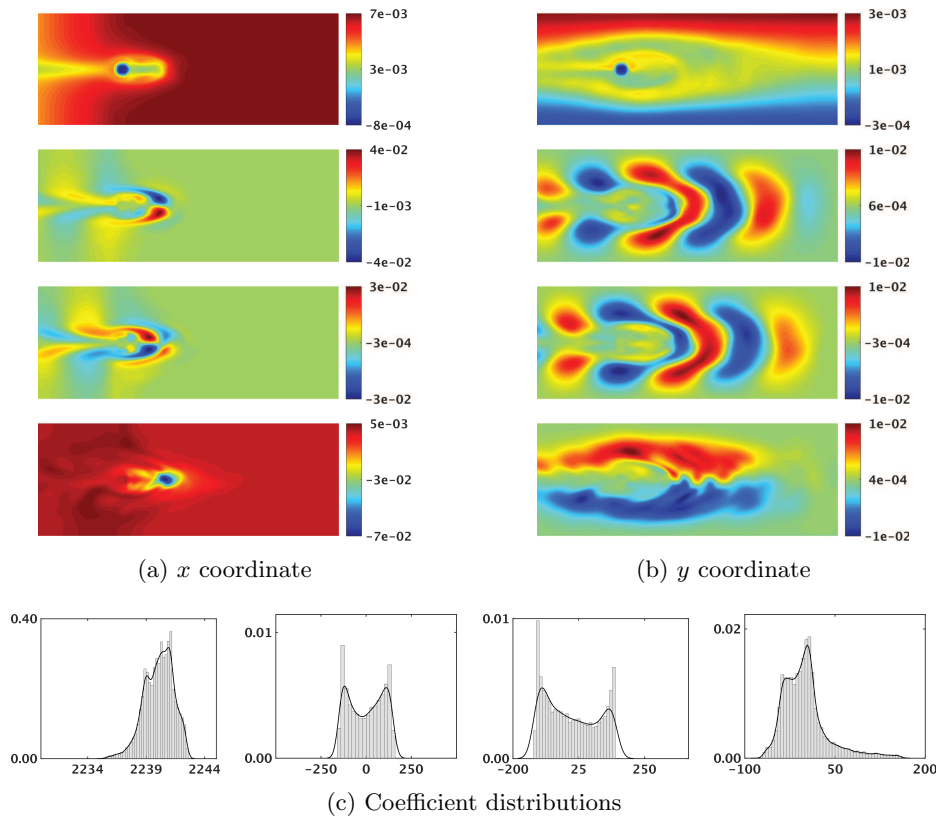 7e-03
3e-03
-8e-04
3e-03
1e-03
-3e-04
4e-02
-1e-03
-4e-02
1e-02
6e-04
-1e-02
3e-02
-3e-04
-3e-02
1e-02
-3e-04
-1e-02
5e-03
-3e-02
-7e-02
1e-02
4e-04
-1e-02
(a) x coordinate
(b) y coordinate
0.40
0.00
2234 2239 2244
0.01
0.00
-250 0 250
0.01
0.00
-200 25 250
0.02
0.00
-100 50 200
(c) Coefficient distributions